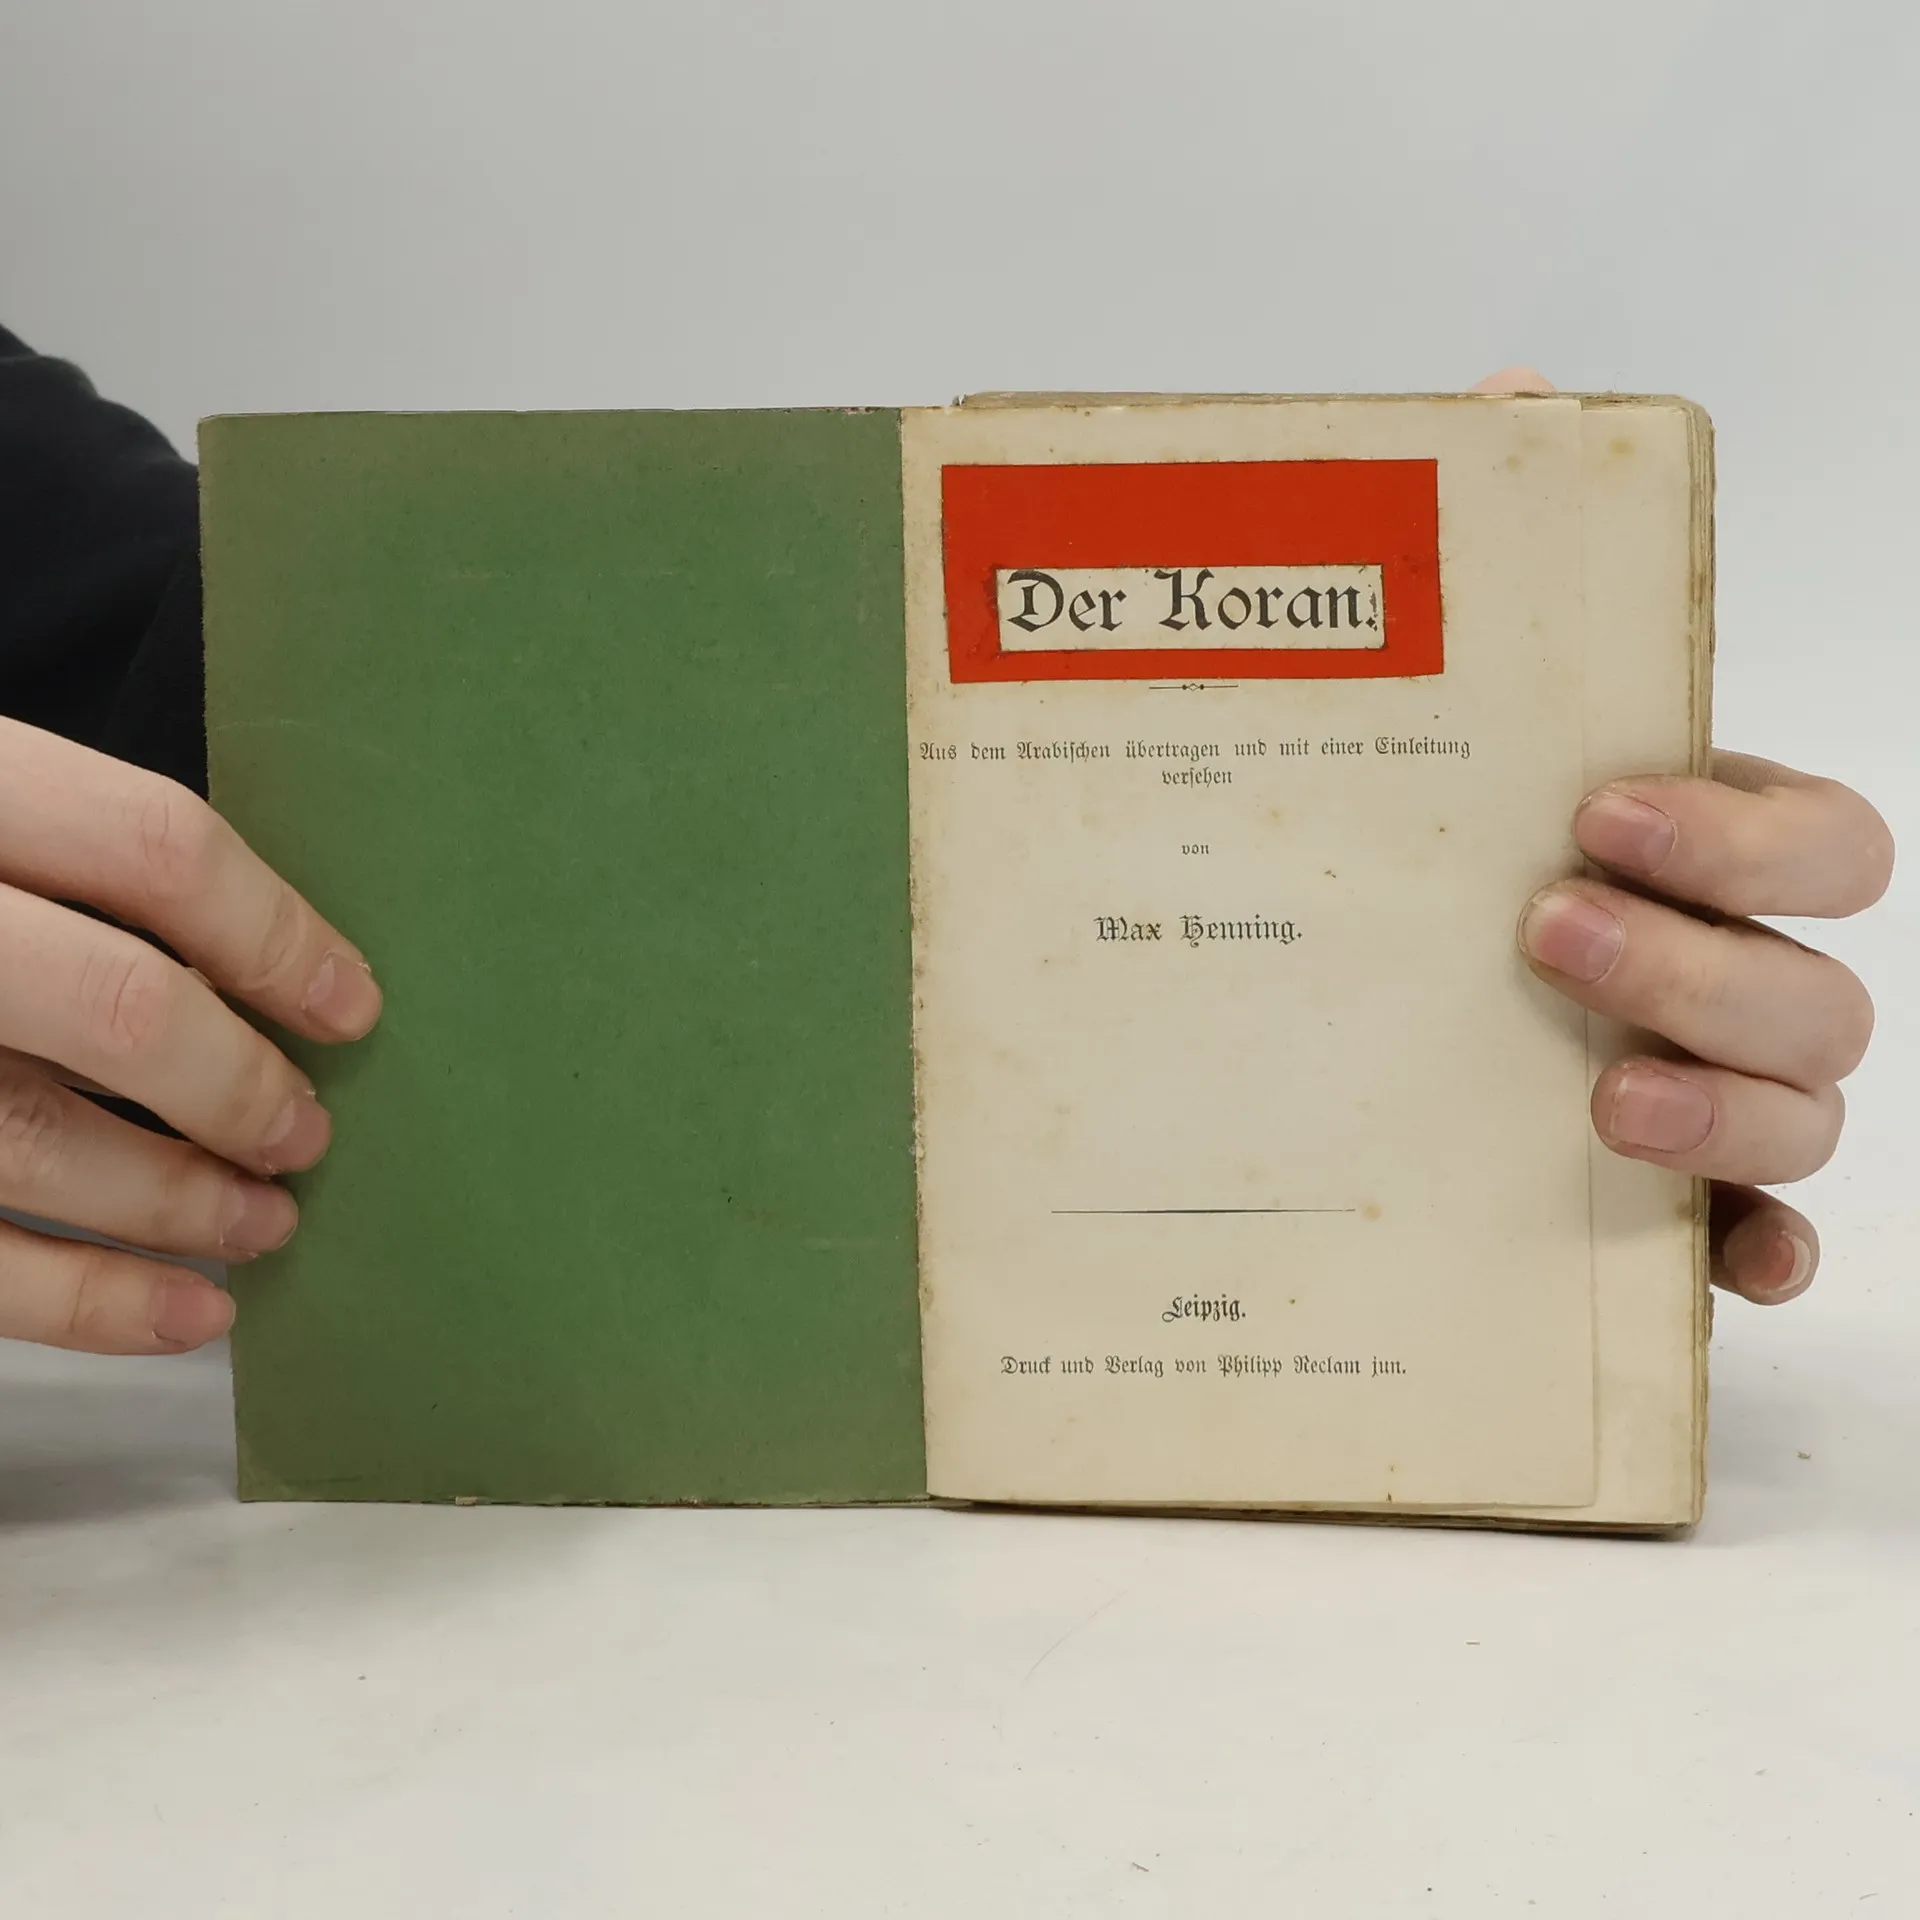 Der Koran.
Aus dem Arabischen übertragen und mit einer Einleitung
versehen
von
Max Henning.
Leipzig.
Druck und Verlag von Philipp Reclam jun.